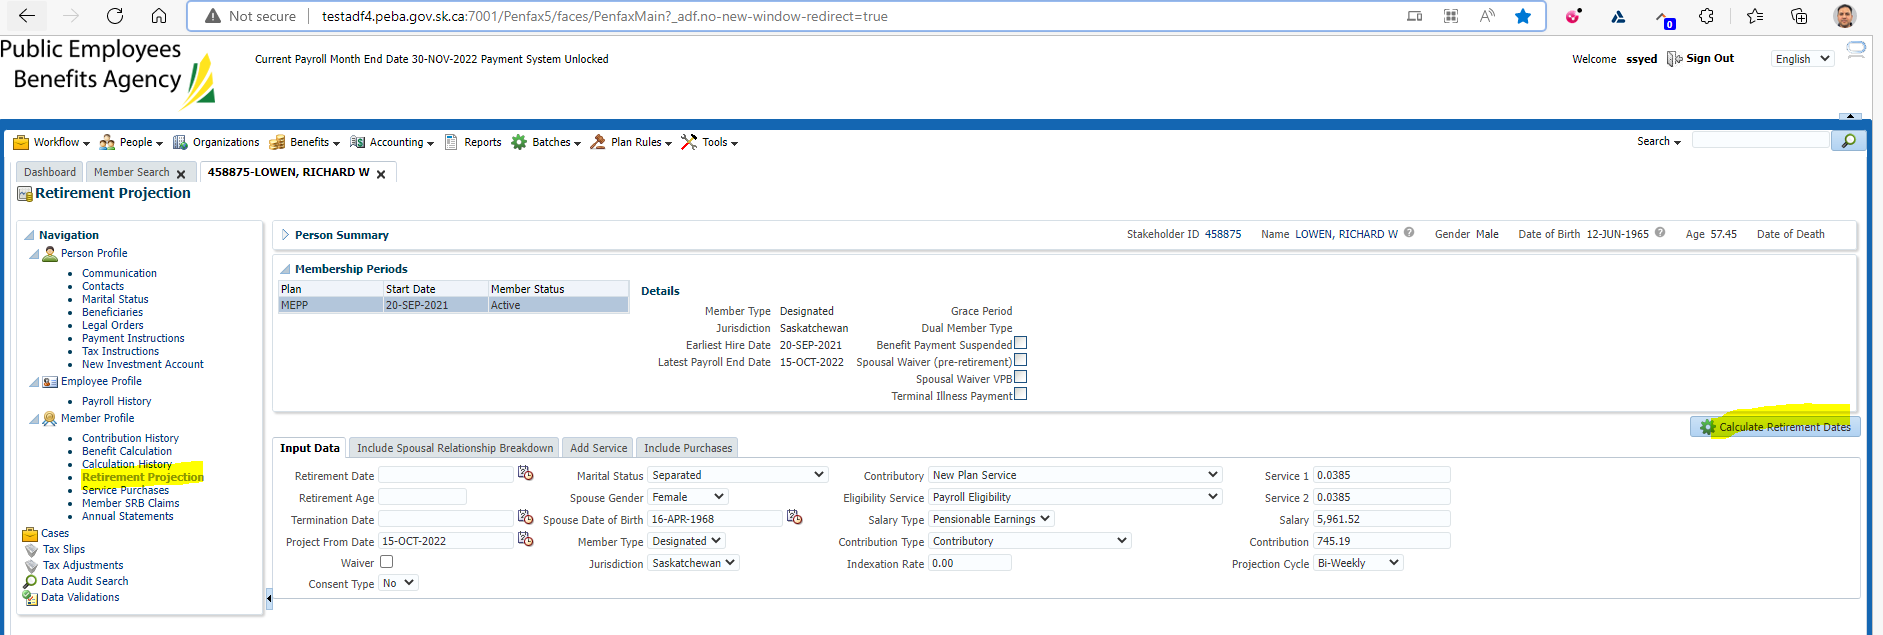 Not secure testadf4.peba.gov.sk.ca:7001/Penfax5/faces/PenfaxMain?_adf.no-new-window-redirect=true
0
Public Employees
Benefits Agency
Current Payroll Month End Date 30-NOV-2022 Payment System Unlocked
Welcome ssyed Sign Out English
Workflow People Organizations Benefits Accounting Reports Batches Plan Rules Tools Search
Dashboard Member Search 458875-LOWEN, RICHARD W
Retirement Projection
Navigation
Person Profile
Communication
Contacts
Marital Status
Beneficiaries
Legal Orders
Payment Instructions
Tax Instructions
New Investment Account
Employee Profile
Payroll History
Member Profile
Contribution History
Benefit Calculation
Calculation History
Retirement Projection
Service Purchases
Member SRB Claims
Annual Statements
Cases
Tax Slips
Tax Adjustments
Data Audit Search
Data Validations
Person Summary Stakeholder ID 458875 Name LOWEN, RICHARD W Gender Male Date of Birth 12-JUN-1965 Age 57.45 Date of Death
Membership Periods
Plan Start Date Member Status
MEPP 20-SEP-2021 Active
Details
Member Type Designated Grace Period
Jurisdiction Saskatchewan Dual Member Type
Earliest Hire Date 20-SEP-2021 Benefit Payment Suspended
Latest Payroll End Date 15-OCT-2022 Spousal Waiver (pre-retirement)
Spousal Waiver VPB
Terminal Illness Payment
Calculate Retirement Dates
Input Data Include Spousal Relationship Breakdown Add Service Include Purchases
Retirement Date Marital Status Separated Contributory New Plan Service Service 1 0.0385
Retirement Age Spouse Gender Female Eligibility Service Payroll Eligibility Service 2 0.0385
Termination Date Spouse Date of Birth 16-APR-1968 Salary Type Pensionable Earnings Salary 5,961.52
Project From Date 15-OCT-2022 Member Type Designated Contribution Type Contributory Contribution 745.19
Waiver Jurisdiction Saskatchewan Indexation Rate 0.00 Projection Cycle Bi-Weekly
Consent Type No